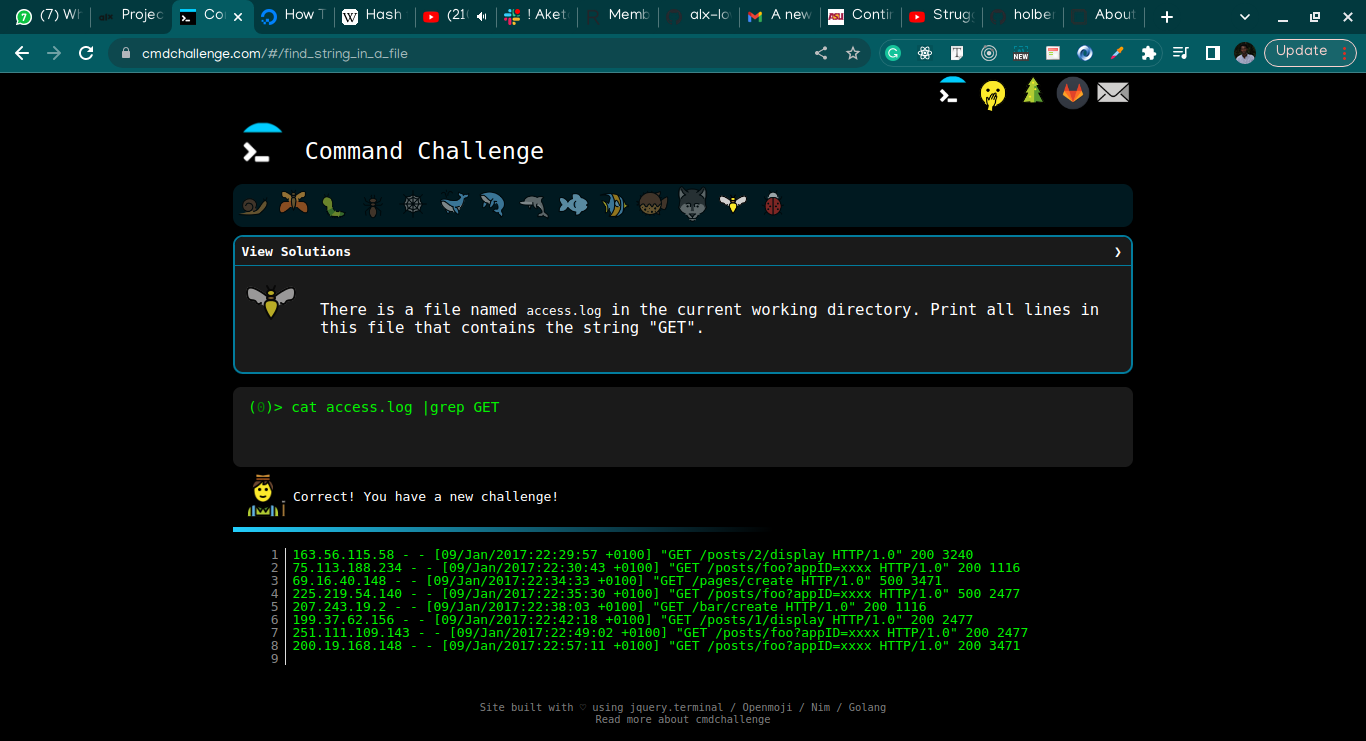 (7) Wh
Projec
Co
How T
Hash
(210
! Aket
Memb
alx-lov
A new
Contin
Strugg
holber
About
cmdchallenge.com/#/find_string_in_a_file
NEW
Update
Command Challenge
View Solutions ❯
There is a file named access.log in the current working directory. Print all lines in
this file that contains the string "GET".
(0)> cat access.log |grep GET
Correct! You have a new challenge!
1 163.56.115.58 - - [09/Jan/2017:22:29:57 +0100] "GET /posts/2/display HTTP/1.0" 200 3240
2 75.113.188.234 - - [09/Jan/2017:22:30:43 +0100] "GET /posts/foo?appID=xxxx HTTP/1.0" 200 1116
3 69.16.40.148 - - [09/Jan/2017:22:34:33 +0100] "GET /pages/create HTTP/1.0" 500 3471
4 225.219.54.140 - - [09/Jan/2017:22:35:30 +0100] "GET /posts/foo?appID=xxxx HTTP/1.0" 500 2477
5 207.243.19.2 - - [09/Jan/2017:22:38:03 +0100] "GET /bar/create HTTP/1.0" 200 1116
6 199.37.62.156 - - [09/Jan/2017:22:42:18 +0100] "GET /posts/1/display HTTP/1.0" 200 2477
7 251.111.109.143 - - [09/Jan/2017:22:49:02 +0100] "GET /posts/foo?appID=xxxx HTTP/1.0" 200 2477
8 200.19.168.148 - - [09/Jan/2017:22:57:11 +0100] "GET /posts/foo?appID=xxxx HTTP/1.0" 200 3471
9
Site built with ♡ using jquery.terminal / Openmoji / Nim / Golang
Read more about cmdchallenge